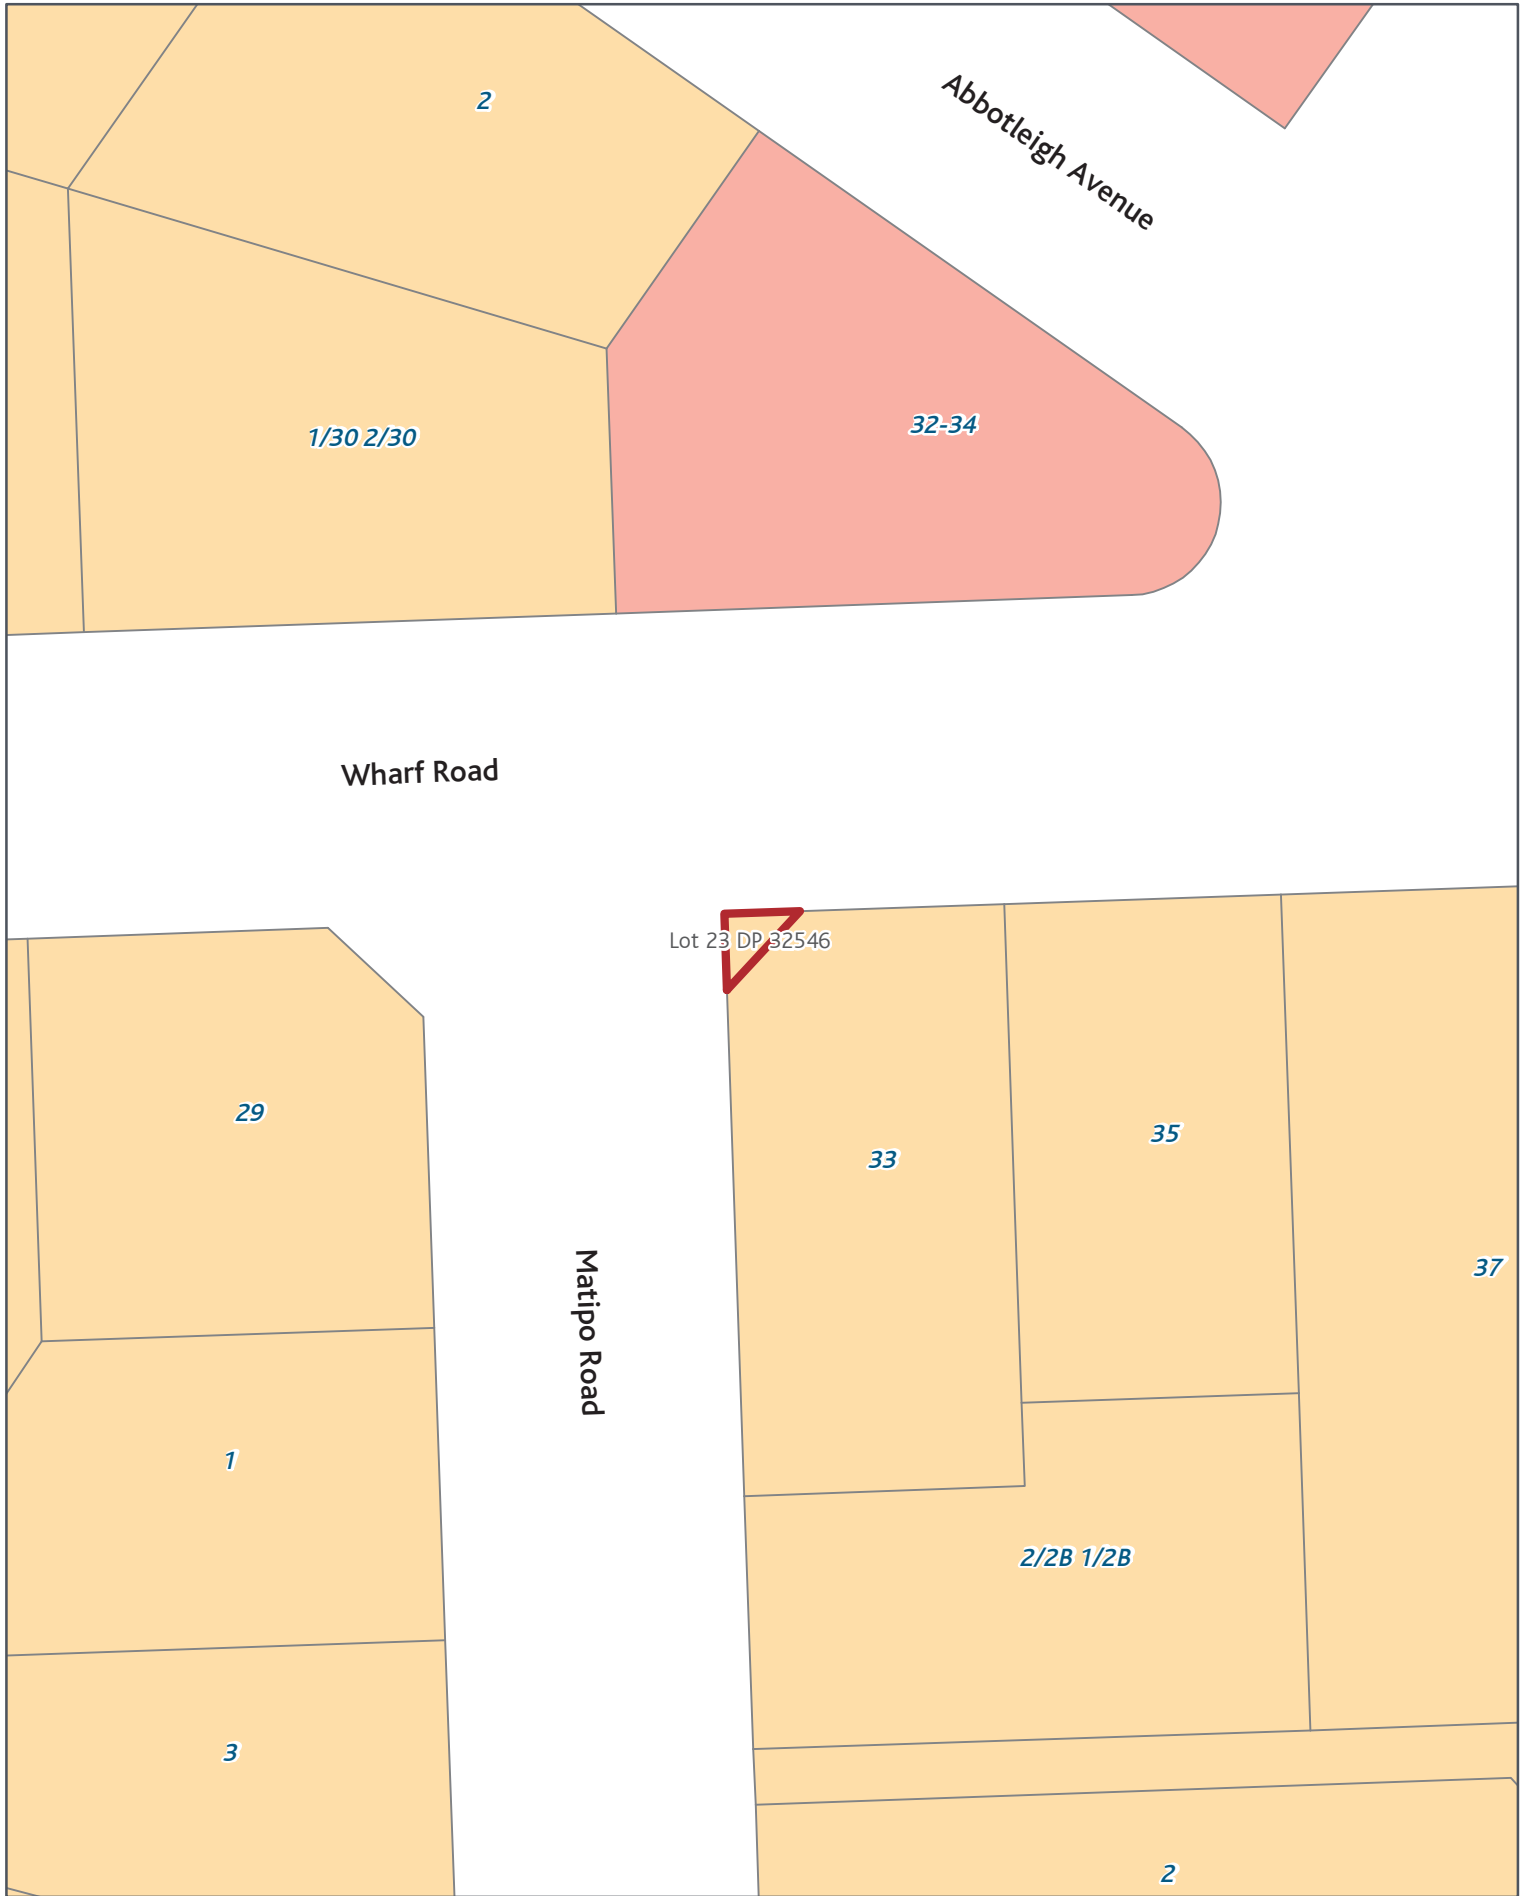 2
Abbotleigh Avenue
32-34
1/30 2/30
Wharf Road
Lot 23 DP 32546
29
35
33
37
Matipo Road
1
2/2B 1/2B
3
2